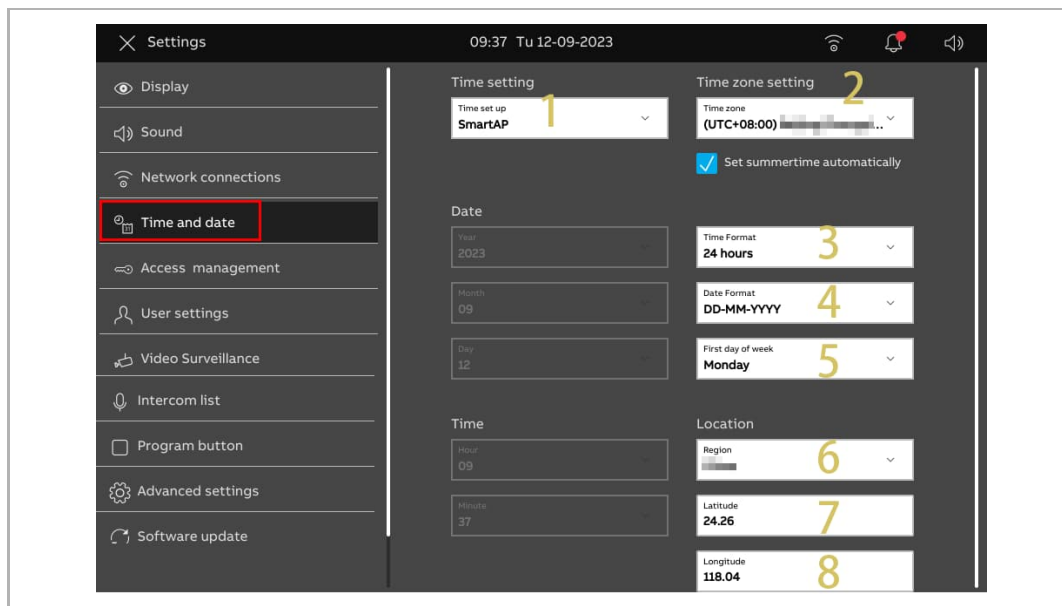 Settings
09:37 Tu 12-09-2023
Display
Sound
Network connections
Time and date
Access management
User settings
Video Surveillance
Intercom list
Program button
Advanced settings
Software update
Time setting
Time set up
SmartAP
1
Time zone setting
2
Time zone
(UTC+08:00)
...
Set summertime automatically
Date
Year
2023
Month
09
Day
12
Time Format
24 hours
3
Date Format
DD-MM-YYYY
4
First day of week
Monday
5
Time
Hour
09
Minute
37
Location
Region
6
Latitude
24.26
7
Longitude
118.04
8